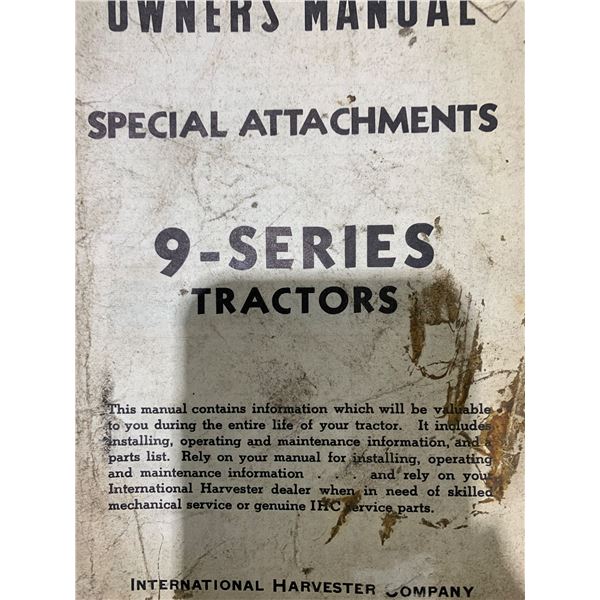 OWNERS MANUAL
SPECIAL ATTACHMENTS
9-SERIES
TRACTORS
This manual contains information which will be valuable
to you during the entire life of your tractor. It includes
installing, operating and maintenance information, and a
parts list. Rely on your manual for installing, operating
and maintenance information . . . and rely on your
International Harvester dealer when in need of skilled
mechanical service or genuine IHC service parts.
INTERNATIONAL HARVESTER COMPANY